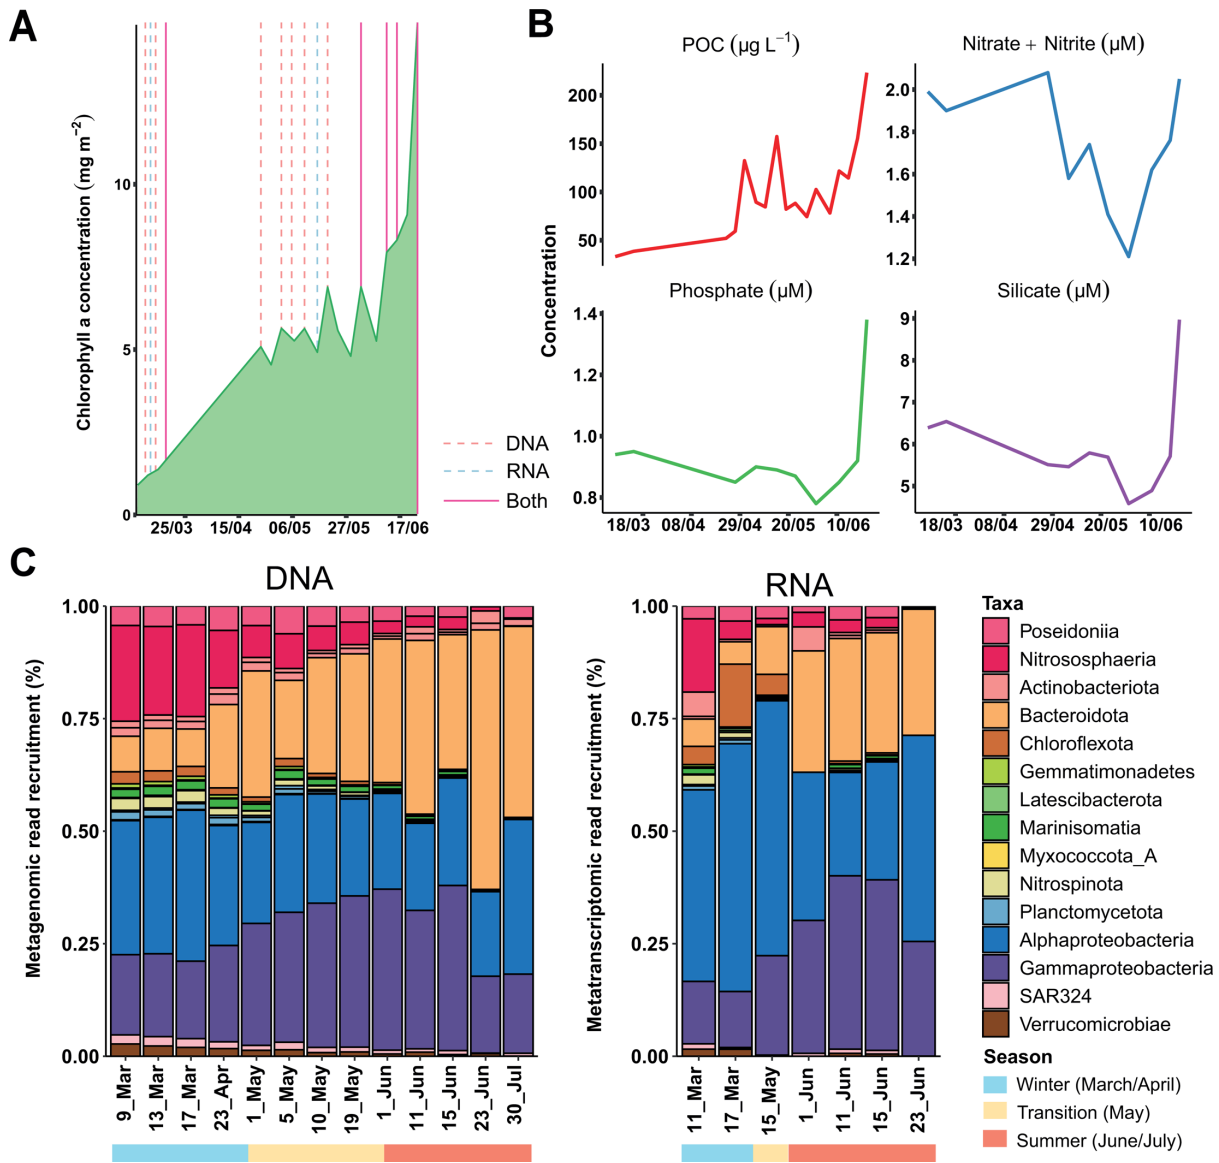 A
Chlorophyll a concentration (mg m⁻²)
10
5
0
25/03 15/04 06/05 27/05 17/06
DNA
RNA
Both
B
Concentration
POC (µg L⁻¹)
200
150
100
50
Nitrate + Nitrite (µM)
2.0
1.8
1.6
1.4
1.2
Phosphate (µM)
1.4
1.2
1.0
0.8
18/03 08/04 29/04 20/05 10/06
Silicate (µM)
9
8
7
6
5
18/03 08/04 29/04 20/05 10/06
C
DNA
Metagenomic read recruitment (%)
1.00
0.75
0.50
0.25
0.00
9_Mar
13_Mar
17_Mar
23_Apr
1_May
5_May
10_May
19_May
1_Jun
11_Jun
15_Jun
23_Jun
30_Jul
RNA
Metatranscriptomic read recruitment (%)
1.00
0.75
0.50
0.25
0.00
11_Mar
17_Mar
15_May
1_Jun
11_Jun
15_Jun
23_Jun
Taxa
Poseidoniia
Nitrososphaeria
Actinobacteriota
Bacteroidota
Chloroflexota
Gemmatimonadetes
Latescibacterota
Marinisomatia
Myxococcota_A
Nitrospinota
Planctomycetota
Alphaproteobacteria
Gammaproteobacteria
SAR324
Verrucomicrobiae
Season
Winter (March/April)
Transition (May)
Summer (June/July)